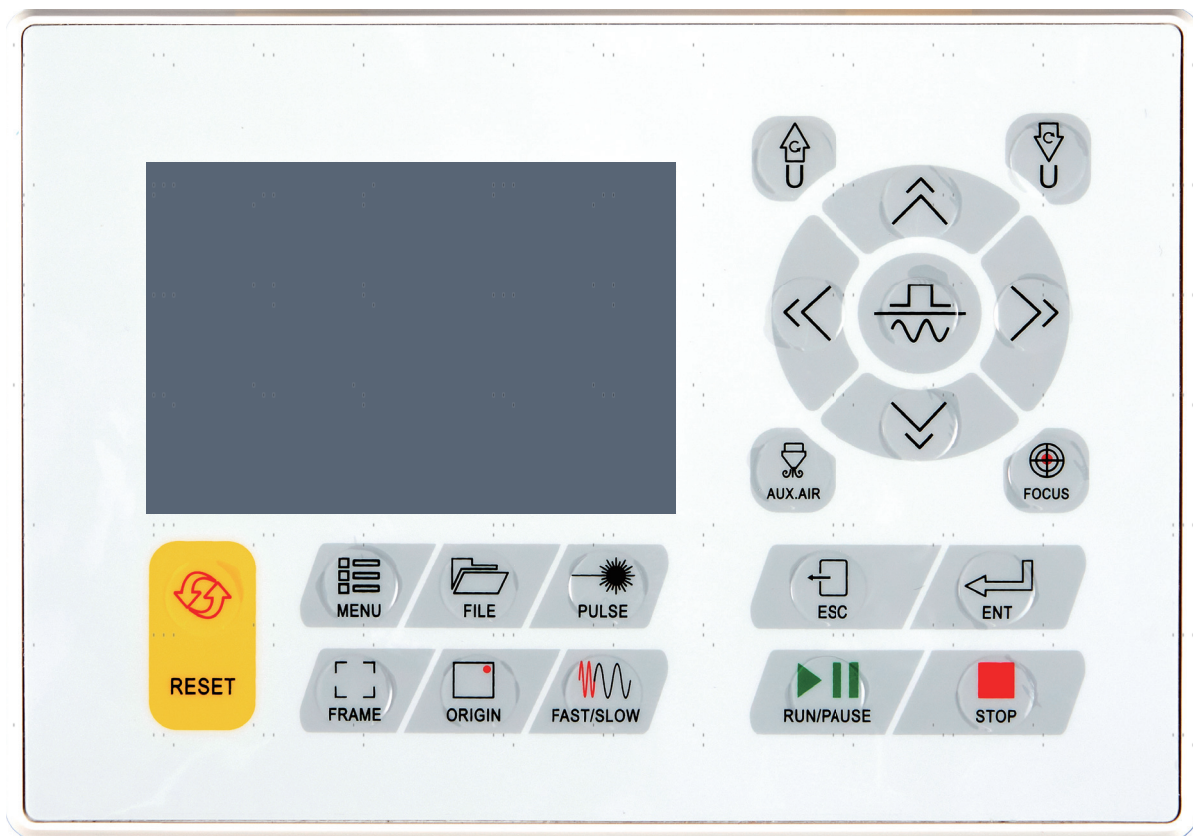 U
U
AUX.AIR
FOCUS
MENU
FILE
PULSE
ESC
ENT
RESET
FRAME
ORIGIN
FAST/SLOW
RUN/PAUSE
STOP